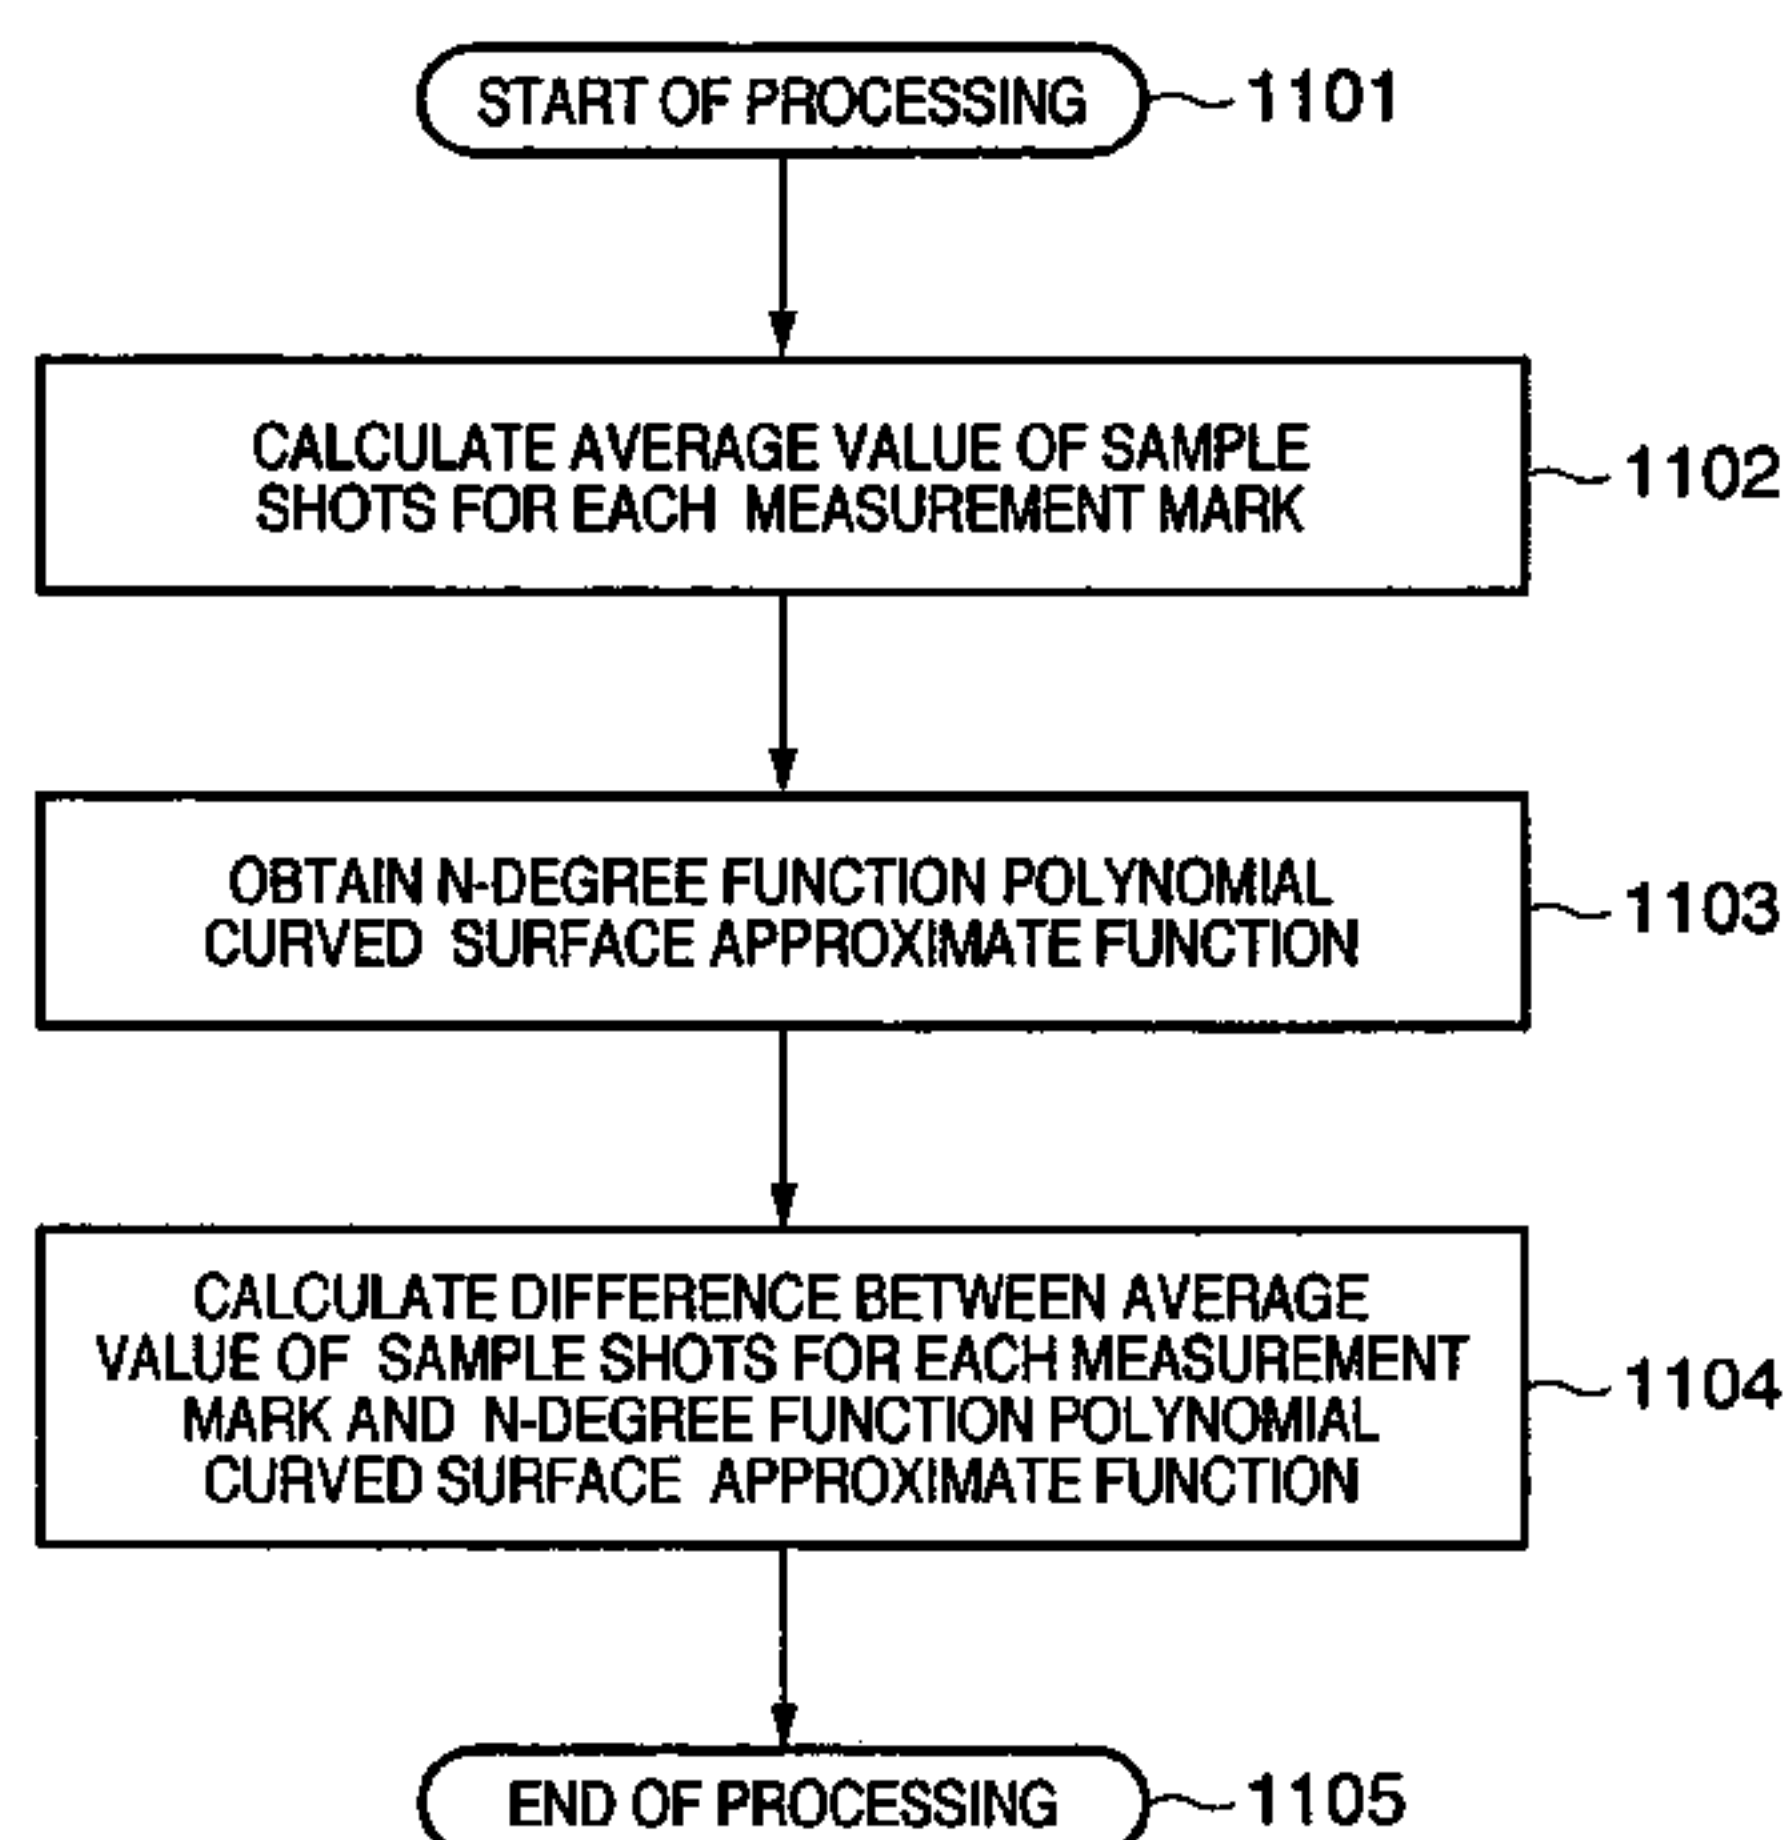 START OF PROCESSING
1101
CALCULATE AVERAGE VALUE OF SAMPLE
SHOTS FOR EACH MEASUREMENT MARK
1102
OBTAIN N-DEGREE FUNCTION POLYNOMIAL
CURVED SURFACE APPROXIMATE FUNCTION
1103
CALCULATE DIFFERENCE BETWEEN AVERAGE
VALUE OF SAMPLE SHOTS FOR EACH MEASUREMENT
MARK AND N-DEGREE FUNCTION POLYNOMIAL
CURVED SURFACE APPROXIMATE FUNCTION
1104
END OF PROCESSING
1105